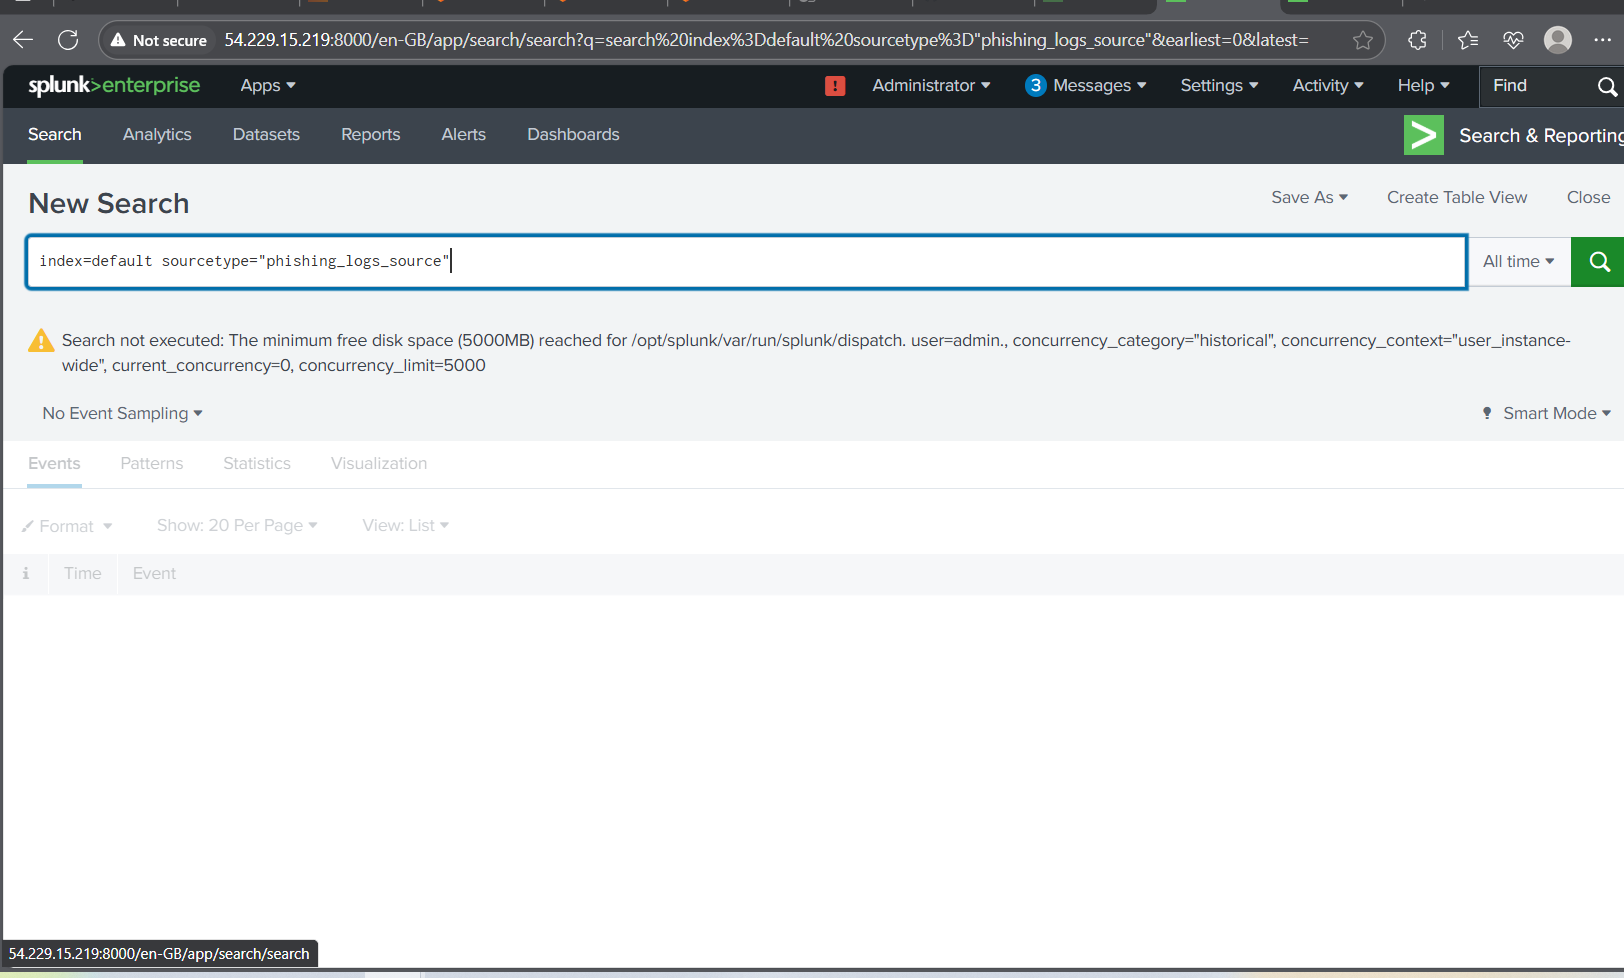 Not secure 54.229.15.219:8000/en-GB/app/search/search?q=search%20index%3Ddefault%20sourcetype%3D"phishing_logs_source"&earliest=0&latest=
splunk>enterprise Apps ! Administrator 3 Messages Settings Activity Help Find
Search Analytics Datasets Reports Alerts Dashboards > Search & Reporting
New Search Save As Create Table View Close
index=default sourcetype="phishing_logs_source" All time
Search not executed: The minimum free disk space (5000MB) reached for /opt/splunk/var/run/splunk/dispatch. user=admin., concurrency_category="historical", concurrency_context="user_instance-
wide", current_concurrency=0, concurrency_limit=5000
No Event Sampling Smart Mode
Events Patterns Statistics Visualization
Format Show: 20 Per Page View: List
i Time Event
54.229.15.219:8000/en-GB/app/search/search